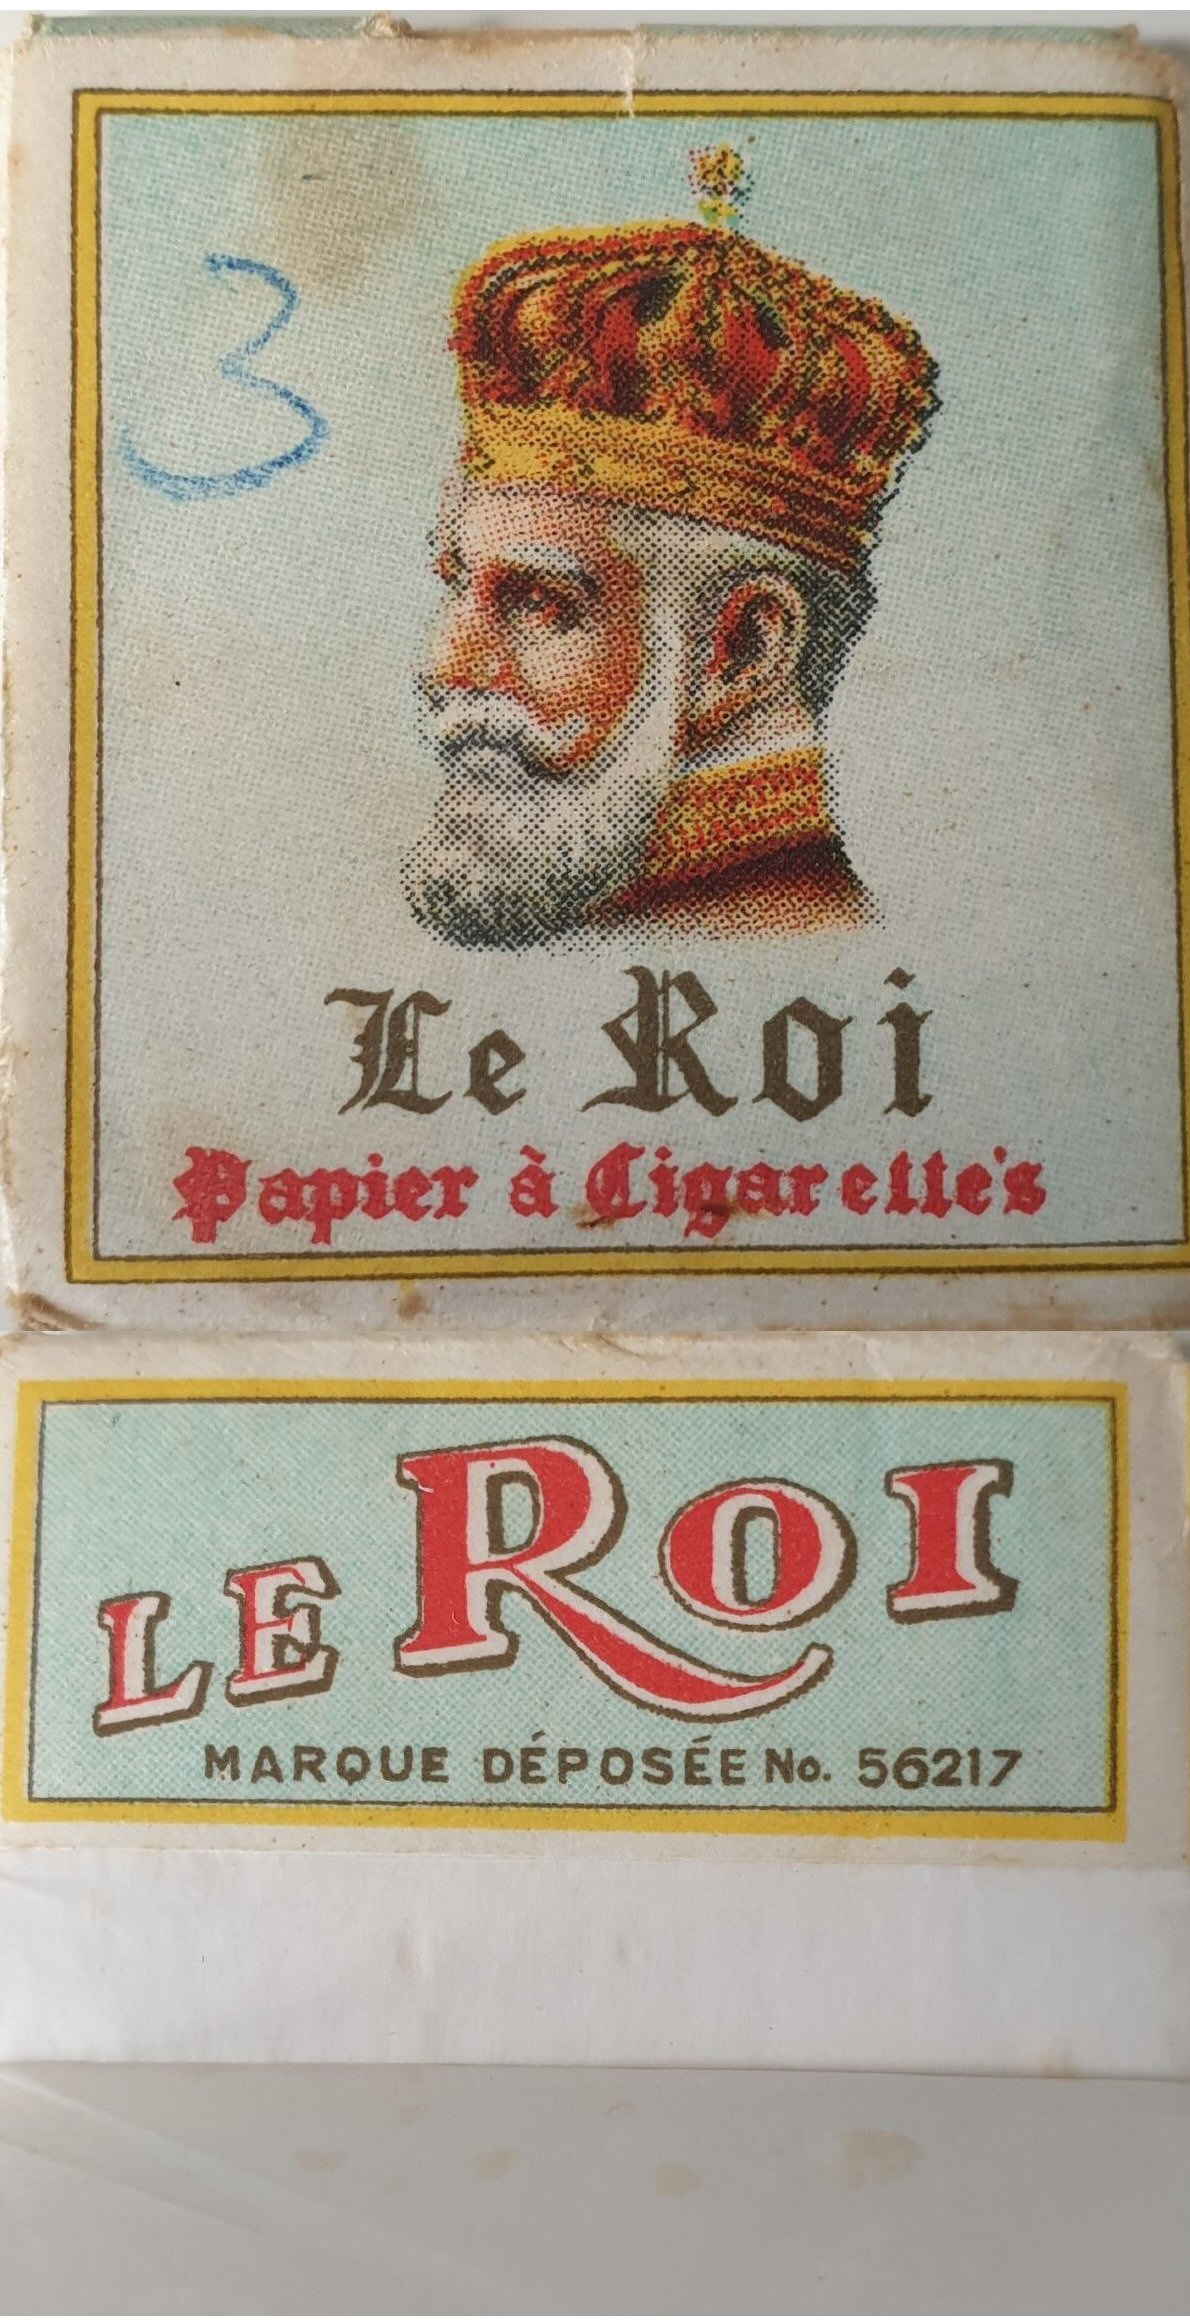 3
Le Roi
Papier à Cigarette's
LE ROI
MARQUE DÉPOSÉE No. 56217